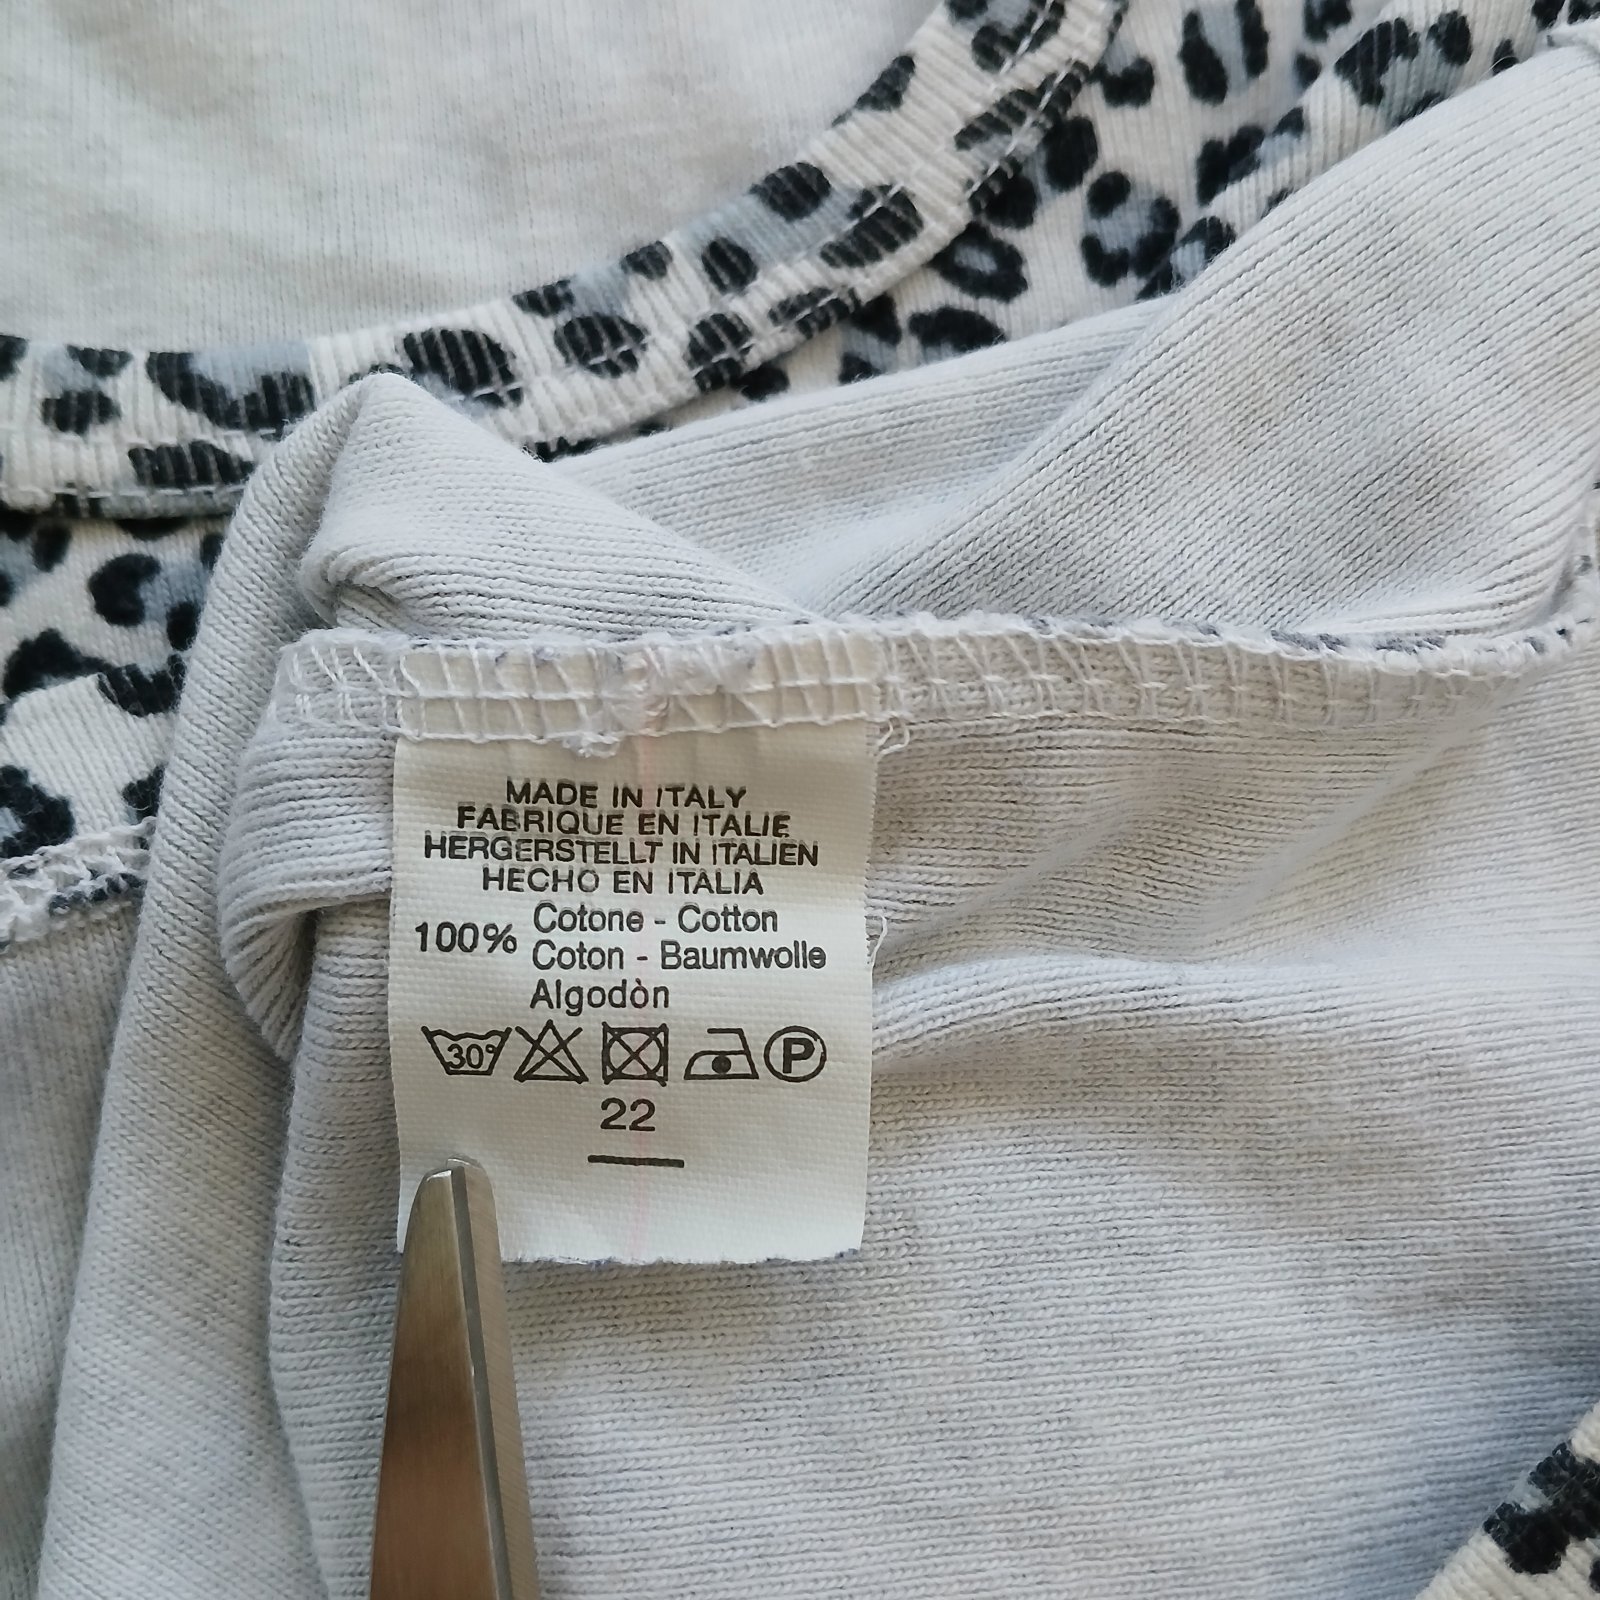 MADE IN ITALY
FABRIQUE EN ITALIE
HERGERSTELLT IN ITALIEN
HECHO EN ITALIA
100% Cotone - Cotton
Coton - Baumwolle
Algodòn
30° P
22